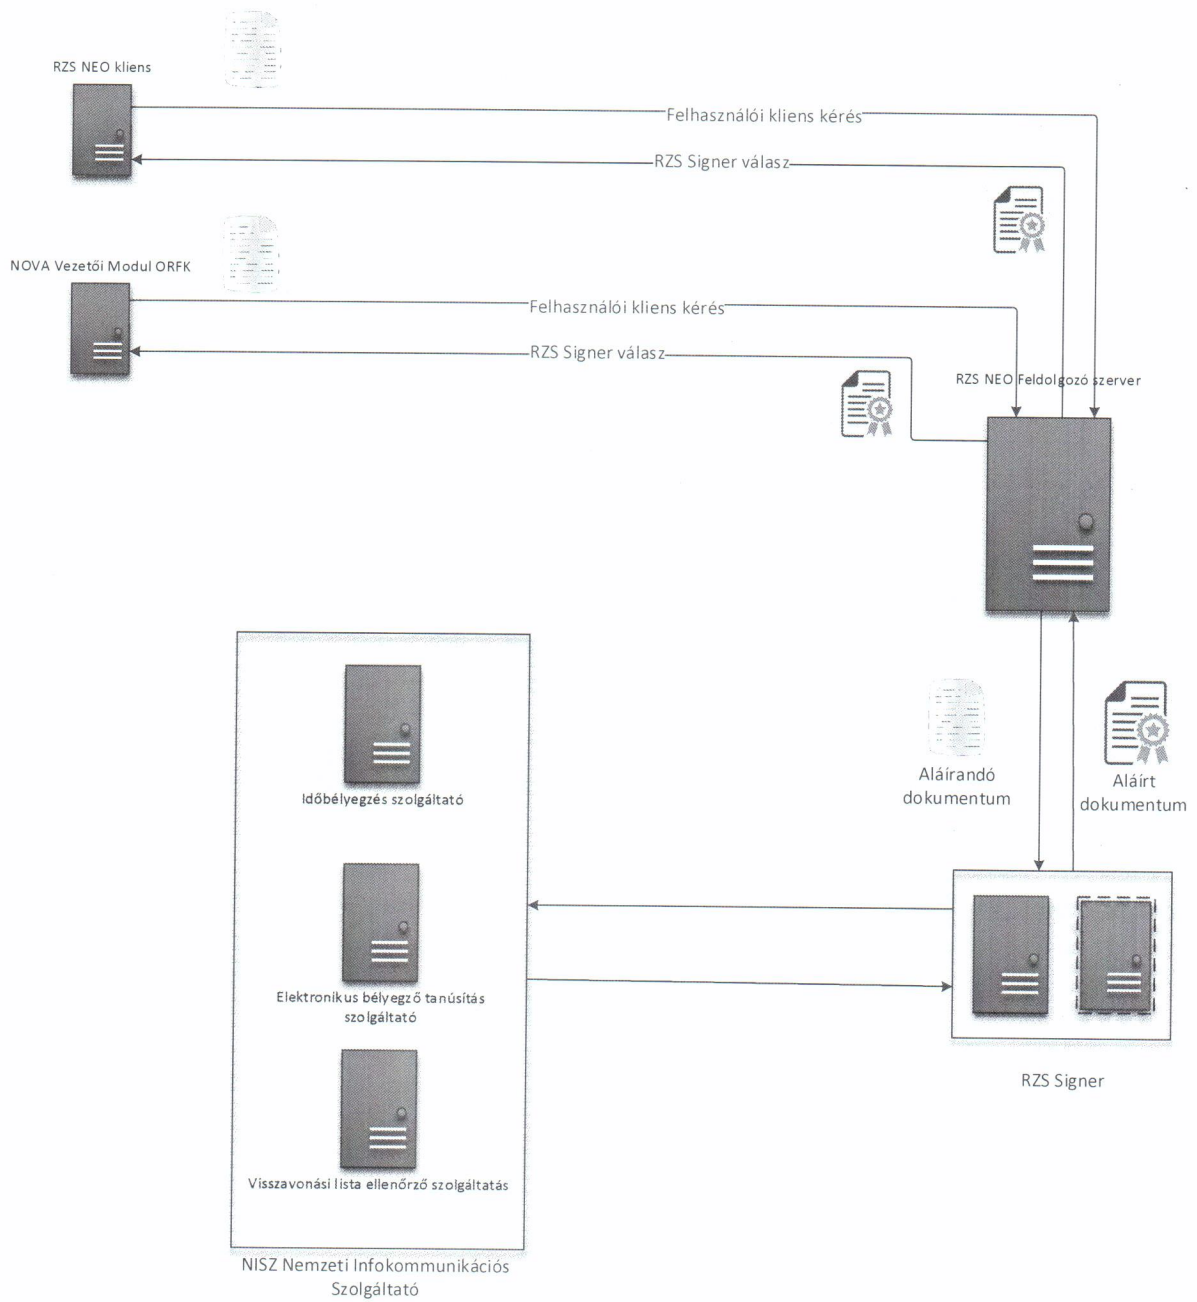 RZS NEO kliens
Felhasználói kliens kérés
RZS Signer válasz
NOVA Vezetői Modul ORFK
Felhasználói kliens kérés
RZS Signer válasz
RZS NEO Feldolgozó szerver
Aláírandó
dokumentum
Aláírt
dokumentum
Időbélyegzés szolgáltató
Elektronikus bélyegző tanúsítás
szolgáltató
Visszavonási lista ellenőrző szolgáltatás
RZS Signer
NISZ Nemzeti Infokommunikációs
Szolgáltató